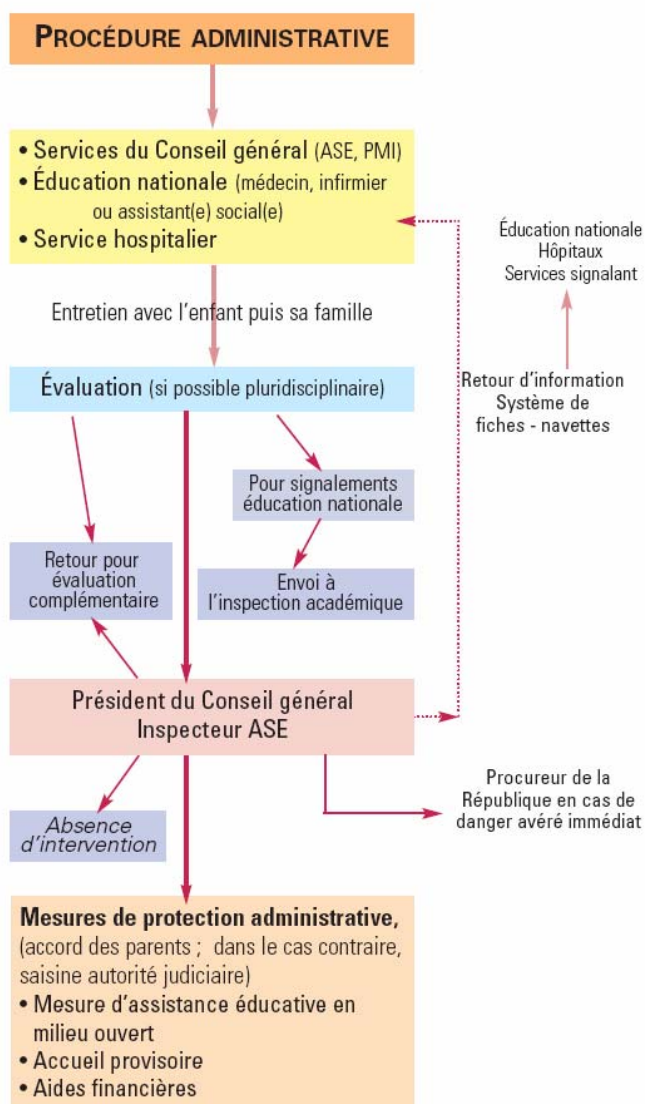 PROCÉDURE ADMINISTRATIVE
• Services du Conseil général (ASE, PMI)
• Éducation nationale (médecin, infirmier
ou assistant(e) social(e)
• Service hospitalier
Éducation nationale
Hôpitaux
Services signalant
Entretien avec l'enfant puis sa famille
Évaluation (si possible pluridisciplinaire)
Retour d'information
Système de
fiches - navettes
Pour signalements
éducation nationale
Retour pour
évaluation
complémentaire
Envoi à
l'inspection académique
Président du Conseil général
Inspecteur ASE
Procureur de la
République en cas de
danger avéré immédiat
Absence
d'intervention
Mesures de protection administrative,
(accord des parents ; dans le cas contraire,
saisine autorité judiciaire)
• Mesure d'assistance éducative en
milieu ouvert
• Accueil provisoire
• Aides financières